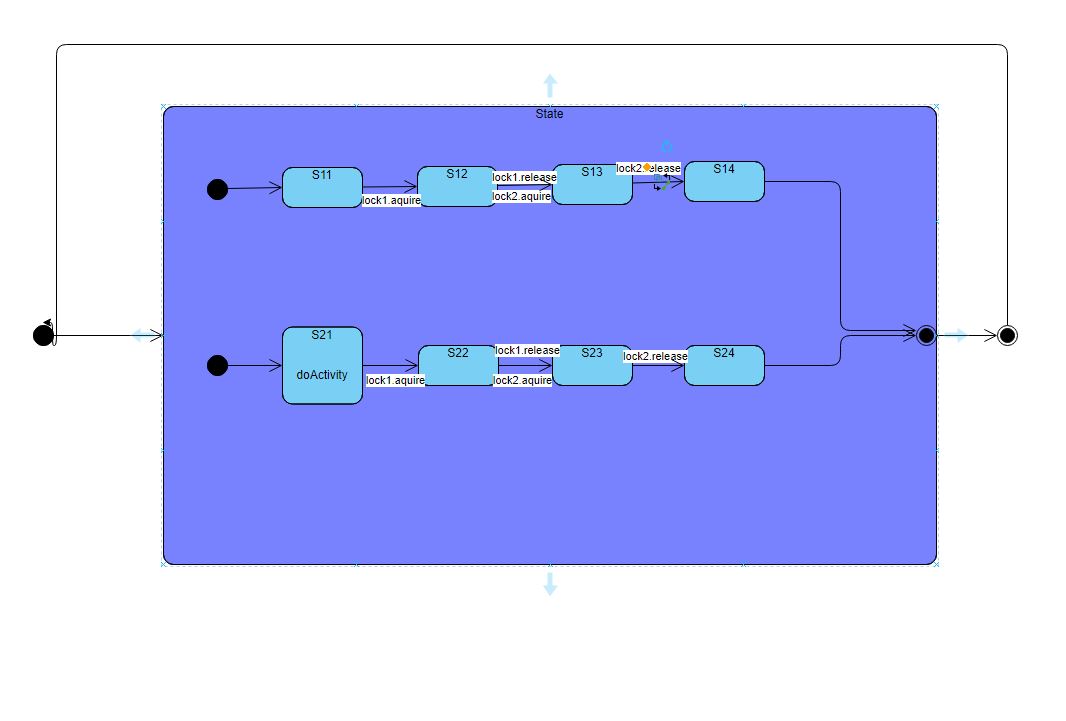 State
S11
S12
S13
S14
lock1.aquire
lock1.release
lock2.aquire
lock2.release
S21
doActivity
S22
S23
S24
lock1.aquire
lock1.release
lock2.aquire
lock2.release